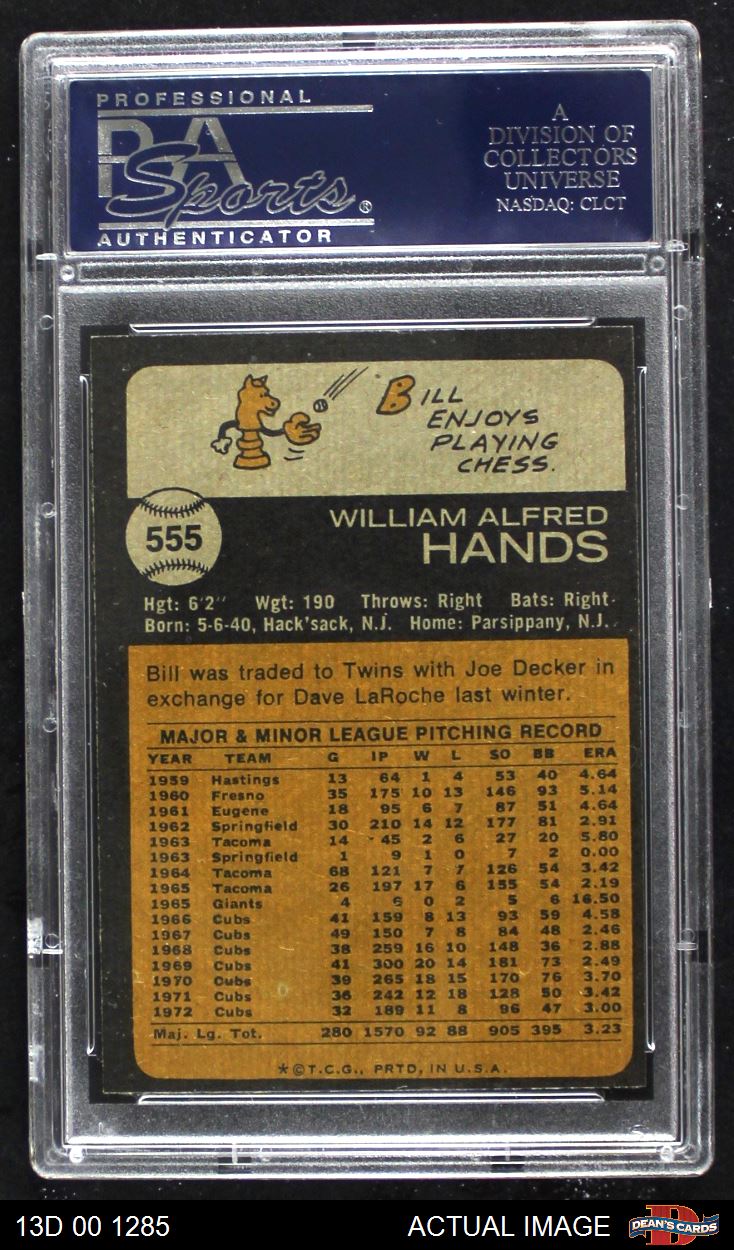 PROFESSIONAL
PSA
Sports®
AUTHENTICATOR
A
DIVISION OF
COLLECTORS
UNIVERSE
NASDAQ: CLCT
BILL
ENJOYS
PLAYING
CHESS.
555
WILLIAM ALFRED
HANDS
Hgt: 6'2" Wgt: 190 Throws: Right Bats: Right
Born: 5-6-40, Hack'sack, N.J. Home: Parsippany, N.J.
Bill was traded to Twins with Joe Decker in
exchange for Dave LaRoche last winter.
MAJOR & MINOR LEAGUE PITCHING RECORD
YEAR TEAM G IP W L SO BB ERA
1959 Hastings 13 64 1 4 53 40 4.64
1960 Fresno 35 175 10 13 146 93 5.14
1961 Eugene 18 95 6 7 87 51 4.64
1962 Springfield 30 210 14 12 177 81 2.91
1963 Tacoma 14 45 2 6 27 20 5.80
1963 Springfield 1 9 1 0 7 2 0.00
1964 Tacoma 68 121 7 7 126 54 3.42
1965 Tacoma 26 197 17 6 155 54 2.19
1965 Giants 4 6 0 2 5 6 16.50
1966 Cubs 41 159 8 13 93 59 4.58
1967 Cubs 49 150 7 8 84 48 2.46
1968 Cubs 38 259 16 10 148 36 2.88
1969 Cubs 41 300 20 14 181 73 2.49
1970 Cubs 39 265 18 15 170 76 3.70
1971 Cubs 36 242 12 18 128 50 3.42
1972 Cubs 32 189 11 8 96 47 3.00
Maj. Lg. Tot. 280 1570 92 88 905 395 3.23
*©T.C.G., PRTD. IN U.S.A.
13D 00 1285 ACTUAL IMAGE DEAN'S CARDS